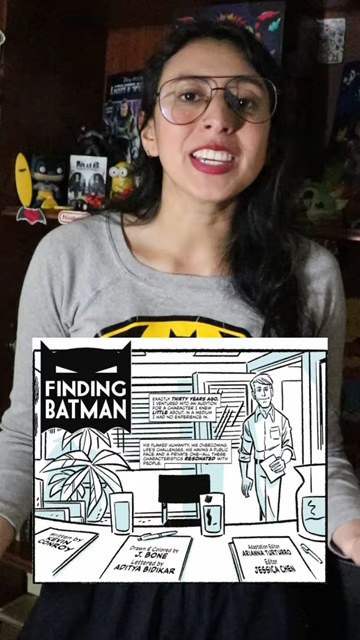 FINDING
BATMAN
EXACTLY THIRTY YEARS AGO,
I VENTURED INTO AN AUDITION
FOR A CHARACTER I KNEW
LITTLE ABOUT, IN A MEDIUM
I HAD NO EXPERIENCE IN.
HIS FLAWED HUMANITY, HIS OVERCOMING
LIFE'S CHALLENGES, HIS HAVING A PUBLIC
FACE AND A PRIVATE ONE—ALL THESE
CHARACTERISTICS RESONATED WITH
PEOPLE.
Written by
KEVIN
CONROY
Drawn & Colored by
J. BONE
Lettered by
ADITYA BIDIKAR
Adaptation Editor
ARIANNA TURTURRO
Editor
JESSICA CHEN
Nintendo